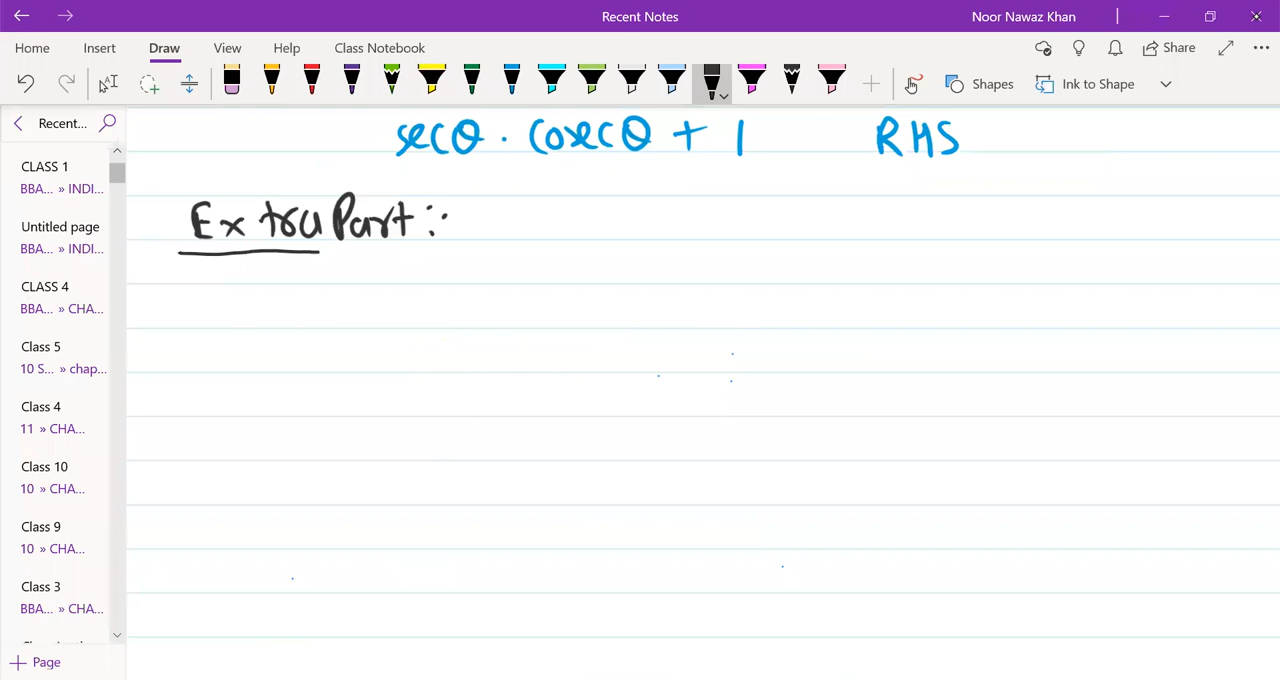 Recent Notes
Noor Nawaz Khan
Home Insert Draw View Help Class Notebook
Share
Shapes
Ink to Shape
Recent...
CLASS 1
BBA... » INDI...
Untitled page
BBA... » INDI...
CLASS 4
BBA... » CHA...
Class 5
10 S... » chap...
Class 4
11 » CHA...
Class 10
10 » CHA...
Class 9
10 » CHA...
Class 3
BBA... » CHA...
Page
secθ . cosecθ + 1 RHS
Extra Part :-